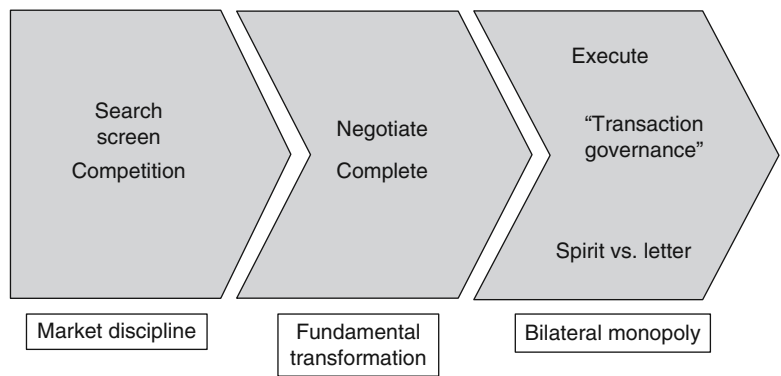 Search
screen
Competition
Negotiate
Complete
Execute
“Transaction
governance”
Spirit vs. letter
Market discipline
Fundamental
transformation
Bilateral monopoly